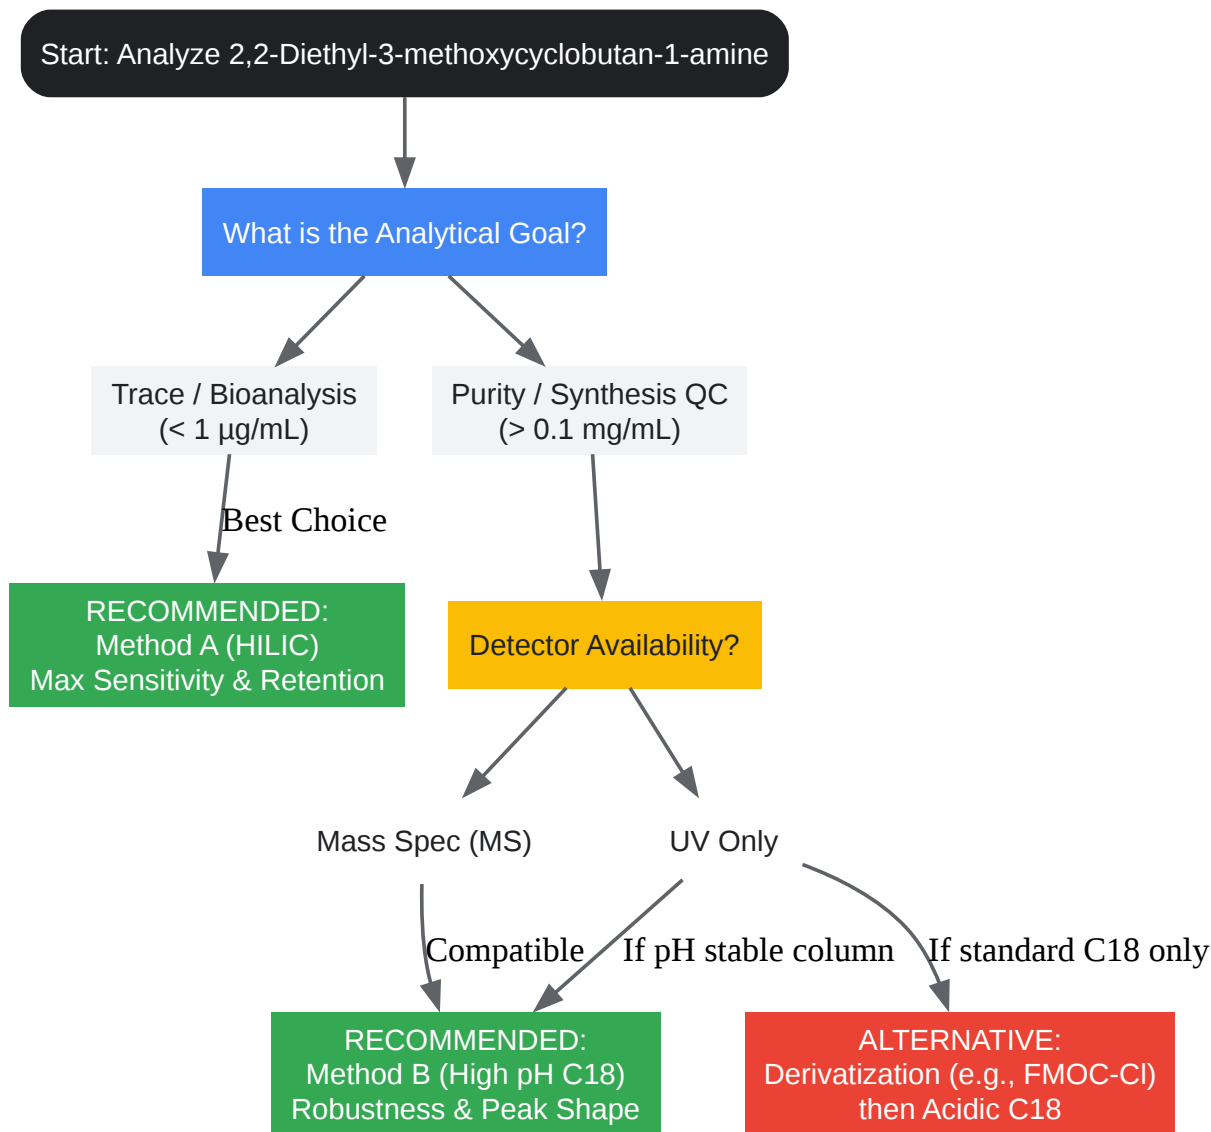 Start: Analyze 2,2-Diethyl-3-methoxycyclobutan-1-amine
What is the Analytical Goal?
Trace / Bioanalysis
(< 1 µg/mL)
Purity / Synthesis QC
(> 0.1 mg/mL)
Best Choice
RECOMMENDED:
Method A (HILIC)
Max Sensitivity & Retention
Detector Availability?
Mass Spec (MS)
UV Only
Compatible
If pH stable column
If standard C18 only
RECOMMENDED:
Method B (High pH C18)
Robustness & Peak Shape
ALTERNATIVE:
Derivatization (e.g., FMOC-Cl)
then Acidic C18